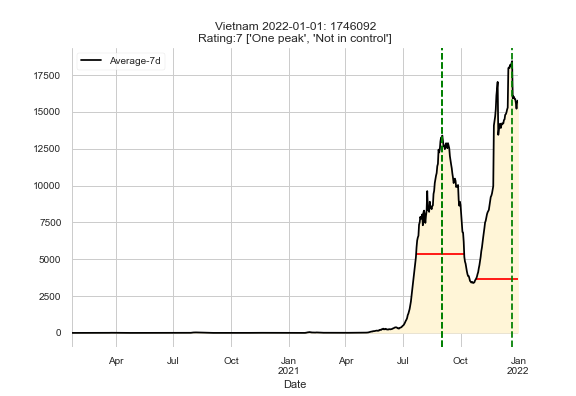 Vietnam 2022-01-01: 1746092
Rating:7 ['One peak', 'Not in control']
Average-7d
17500
15000
12500
10000
7500
5000
2500
0
Apr
Jul
Oct
Jan
2021
Apr
Jul
Oct
Jan
2022
Date